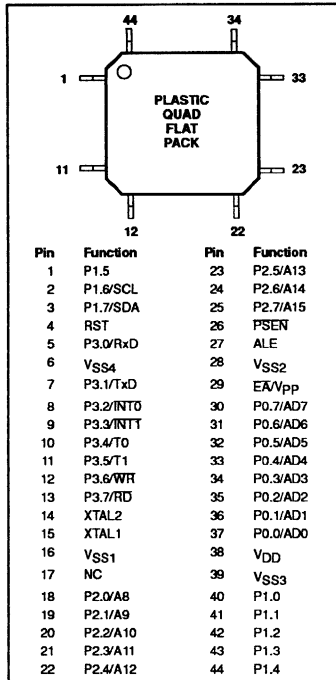 44 34
1 33
PLASTIC
QUAD
FLAT
PACK
11 23
12 22
Pin Function Pin Function
1 P1.5 23 P2.5/A13
2 P1.6/SCL 24 P2.6/A14
3 P1.7/SDA 25 P2.7/A15
4 RST 26 PSEN
5 P3.0/RxD 27 ALE
6 VSS4 28 VSS2
7 P3.1/TxD 29 EA/VPP
8 P3.2/INT0 30 P0.7/AD7
9 P3.3/INT1 31 P0.6/AD6
10 P3.4/T0 32 P0.5/AD5
11 P3.5/T1 33 P0.4/AD4
12 P3.6/WR 34 P0.3/AD3
13 P3.7/RD 35 P0.2/AD2
14 XTAL2 36 P0.1/AD1
15 XTAL1 37 P0.0/AD0
16 VSS1 38 VDD
17 NC 39 VSS3
18 P2.0/A8 40 P1.0
19 P2.1/A9 41 P1.1
20 P2.2/A10 42 P1.2
21 P2.3/A11 43 P1.3
22 P2.4/A12 44 P1.4